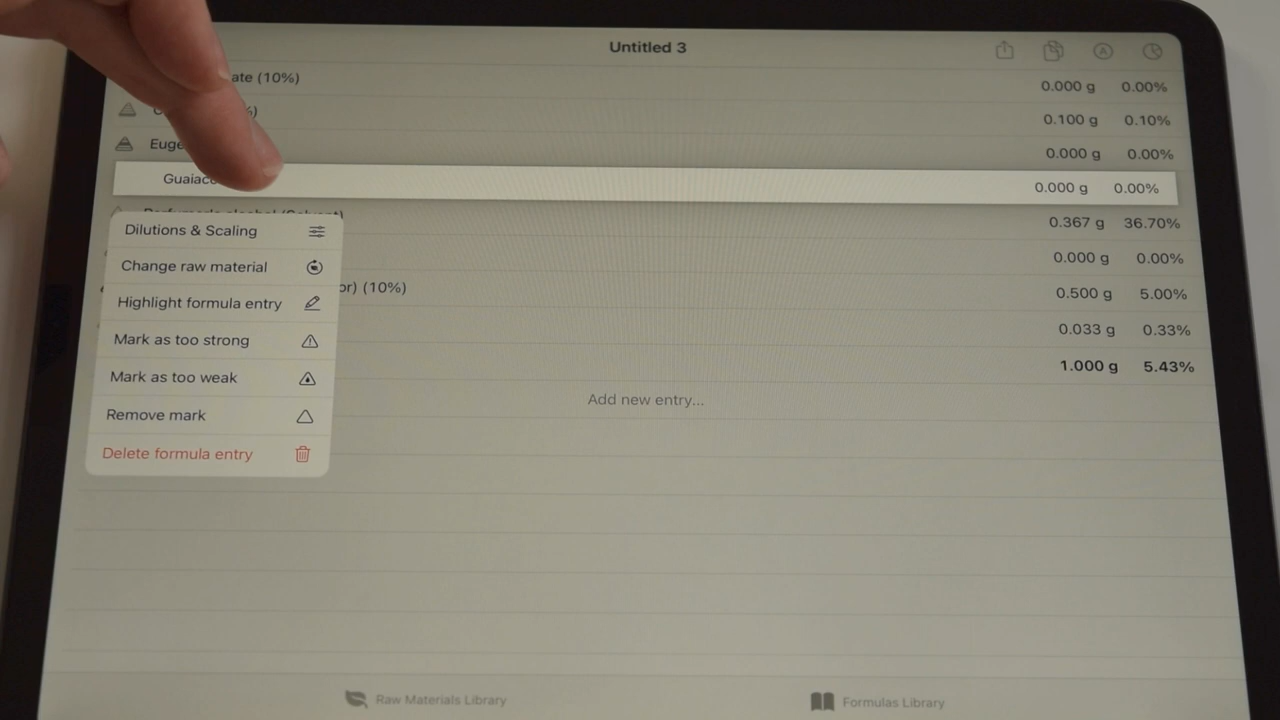 Untitled 3
(10%) 0.000 g 0.00%
0.100 g 0.10%
0.000 g 0.00%
0.000 g 0.00%
0.367 g 36.70%
0.000 g 0.00%
(10%) 0.500 g 5.00%
0.033 g 0.33%
1.000 g 5.43%
Add new entry...
Dilutions & Scaling
Change raw material
Highlight formula entry
Mark as too strong
Mark as too weak
Remove mark
Delete formula entry
Raw Materials Library
Formulas Library